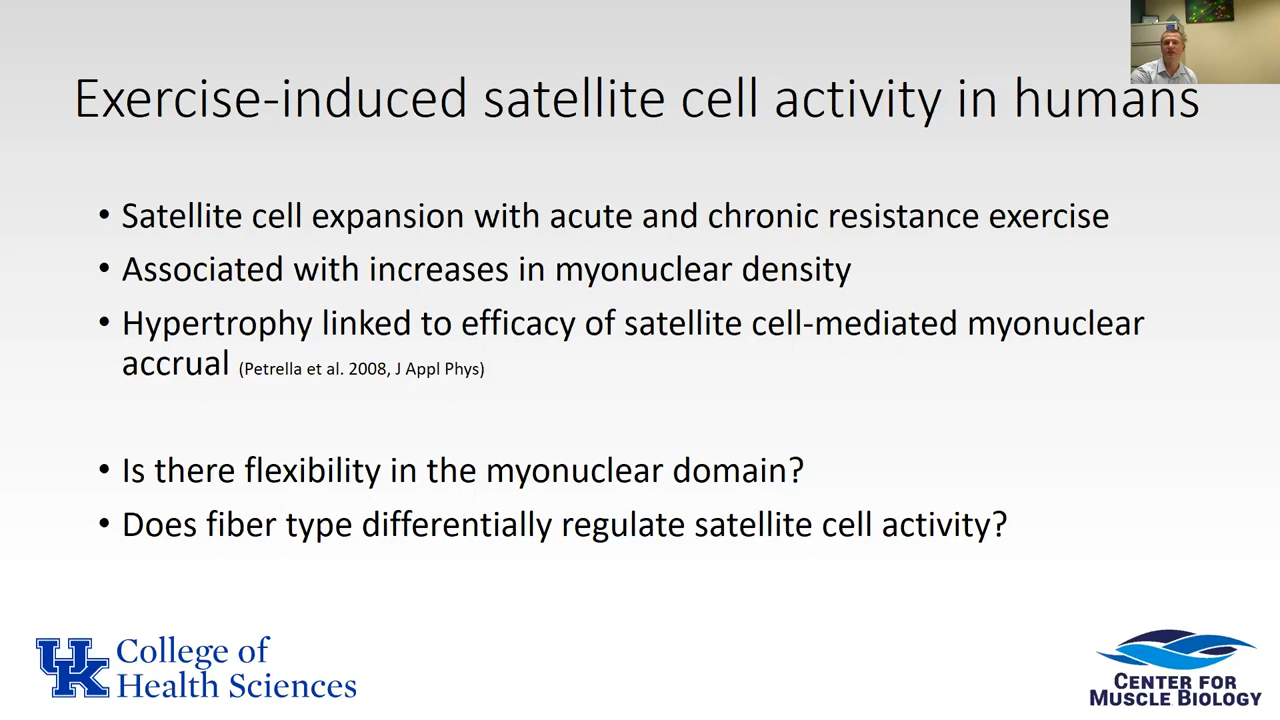 Exercise-induced satellite cell activity in humans
• Satellite cell expansion with acute and chronic resistance exercise
• Associated with increases in myonuclear density
• Hypertrophy linked to efficacy of satellite cell-mediated myonuclear
accrual (Petrella et al. 2008, J Appl Phys)
• Is there flexibility in the myonuclear domain?
• Does fiber type differentially regulate satellite cell activity?
UK
College of
Health Sciences
CENTER FOR
MUSCLE BIOLOGY